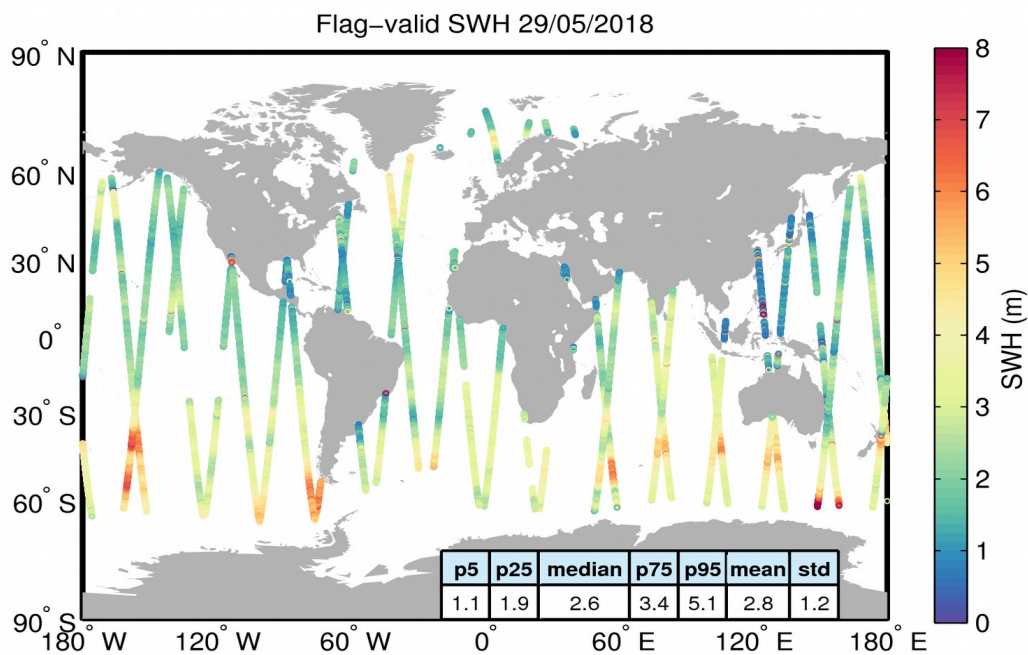 Flag−valid SWH 29/05/2018
90° N
60° N
30° N
0°
30° S
60° S
90° S
180° W
120° W
60° W
0°
60° E
120° E
180° E
8
7
6
5
4
3
2
1
0
SWH (m)
p5 p25 median p75 p95 mean std
1.1 1.9 2.6 3.4 5.1 2.8 1.2